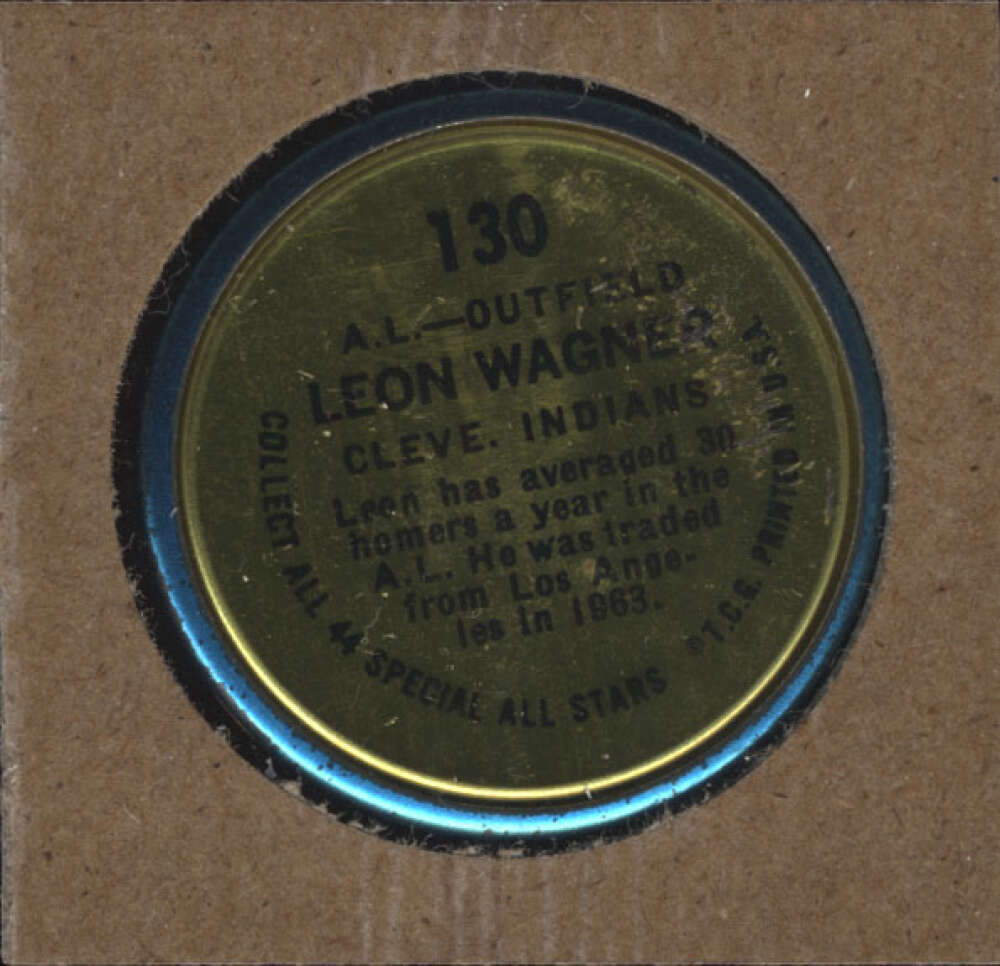 130
A.L.—OUTFIELD
LEON WAGNER
CLEVE. INDIANS
Leon has averaged 30
homers a year in the
A.L. He was traded
from Los Ange-
les in 1963.
COLLECT ALL 44 SPECIAL ALL STARS
© T.C.G. PRINTED IN USA